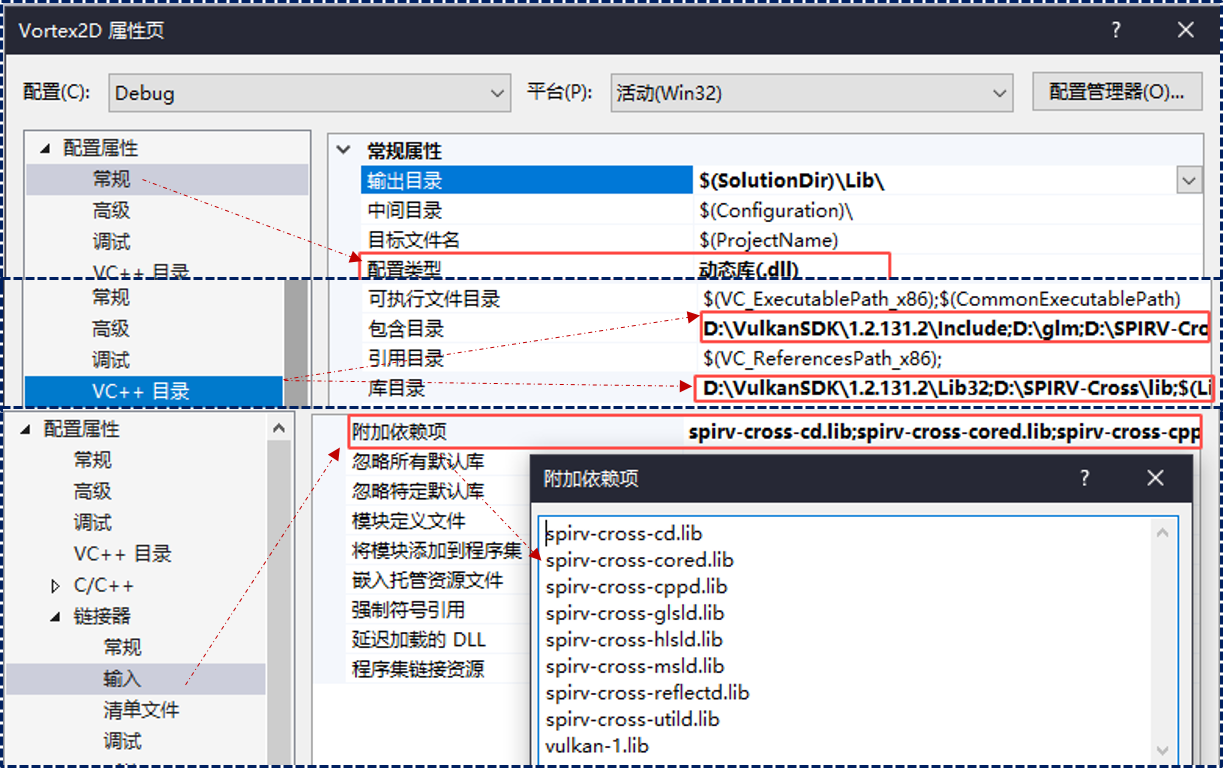 Vortex2D 属性页
配置(C): Debug 平台(P): 活动(Win32) 配置管理器(O)...
配置属性
常规
高级
调试
VC++ 目录
常规属性
输出目录 $(SolutionDir)\Lib\
中间目录 $(Configuration)\
目标文件名 $(ProjectName)
配置类型 动态库(.dll)
常规
高级
调试
VC++ 目录
可执行文件目录 $(VC_ExecutablePath_x86);$(CommonExecutablePath)
包含目录 D:\VulkanSDK\1.2.131.2\Include;D:\glm;D:\SPIRV-Cro
引用目录 $(VC_ReferencesPath_x86);
库目录 D:\VulkanSDK\1.2.131.2\Lib32;D:\SPIRV-Cross\lib;$(Li
配置属性
常规
高级
调试
VC++ 目录
C/C++
链接器
常规
输入
清单文件
调试
附加依赖项 spirv-cross-cd.lib;spirv-cross-cored.lib;spirv-cross-cpp
忽略所有默认库
忽略特定默认库
模块定义文件
将模块添加到程序集
嵌入托管资源文件
强制符号引用
延迟加载的 DLL
程序集链接资源
附加依赖项
spirv-cross-cd.lib
spirv-cross-cored.lib
spirv-cross-cppd.lib
spirv-cross-glsld.lib
spirv-cross-hlsld.lib
spirv-cross-msld.lib
spirv-cross-reflectd.lib
spirv-cross-utild.lib
vulkan-1.lib